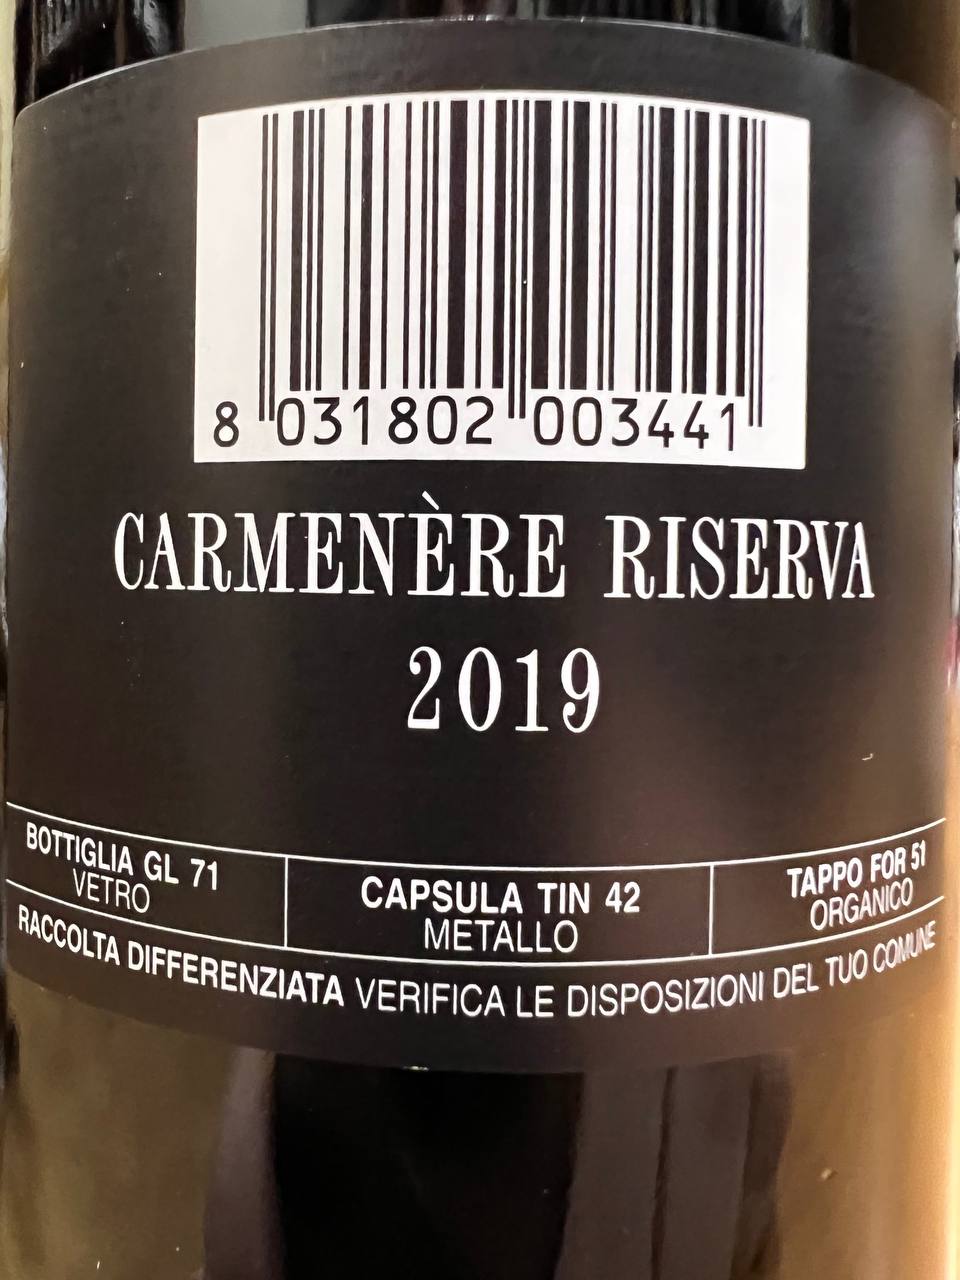 8 031802 003441
CARMENÈRE RISERVA
2019
BOTTIGLIA GL 71
VETRO
CAPSULA TIN 42
METALLO
TAPPO FOR 51
ORGANICO
RACCOLTA DIFFERENZIATA VERIFICA LE DISPOSIZIONI DEL TUO COMUNE